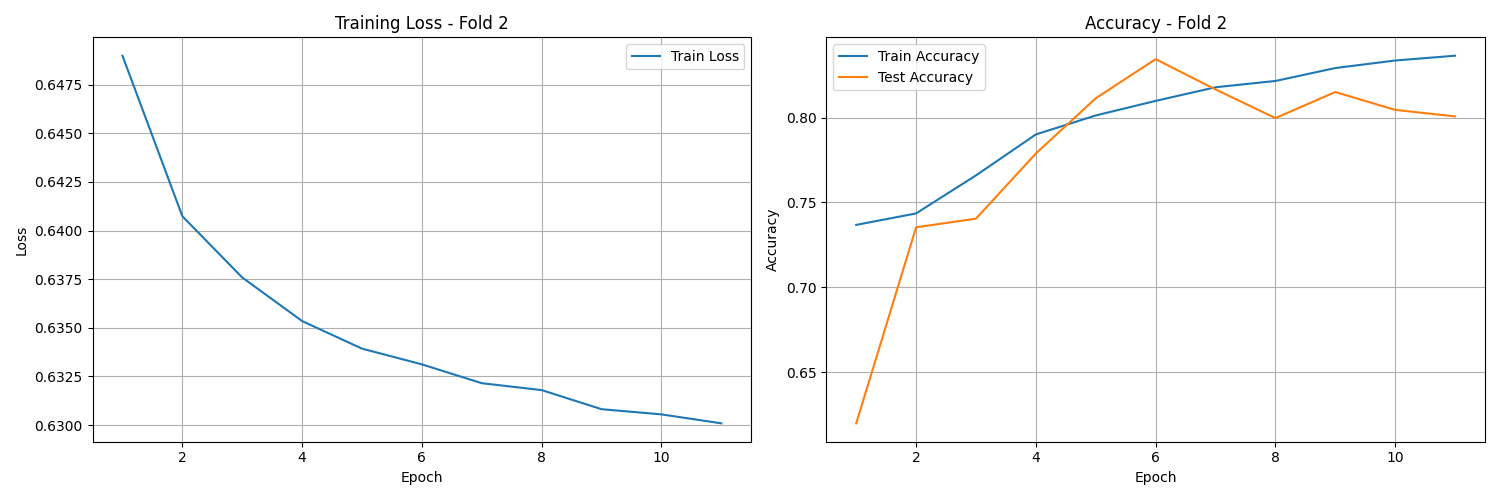 Training Loss - Fold 2
Train Loss
0.6475
0.6450
0.6425
0.6400
0.6375
0.6350
0.6325
0.6300
Loss
2 4 6 8 10
Epoch
Accuracy - Fold 2
Train Accuracy
Test Accuracy
0.80
0.75
0.70
0.65
Accuracy
2 4 6 8 10
Epoch